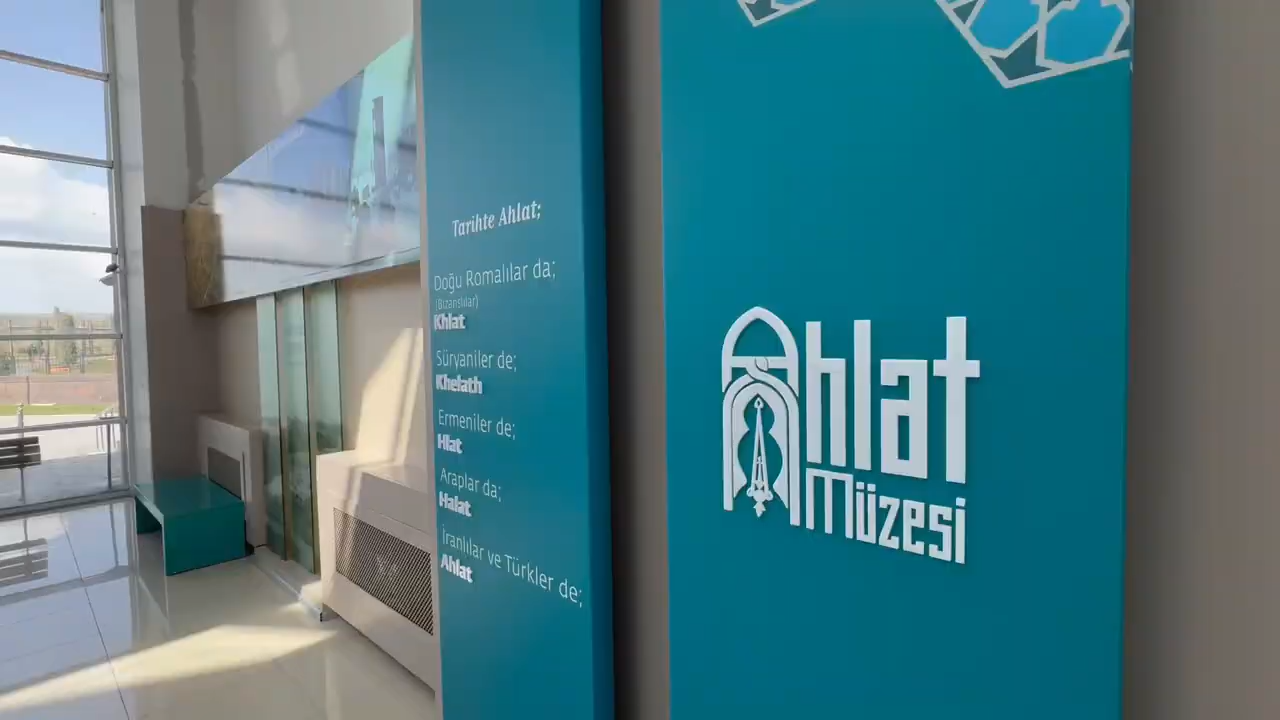 Tarihte Ahlat;
Doğu Romalılar da;
(Bizanslılar)
Khlat
Süryaniler de;
Khelath
Ermeniler de;
Hlat
Araplar da;
Halat
İranlılar ve Türkler de;
Ahlat
Ahlat
Müzesi